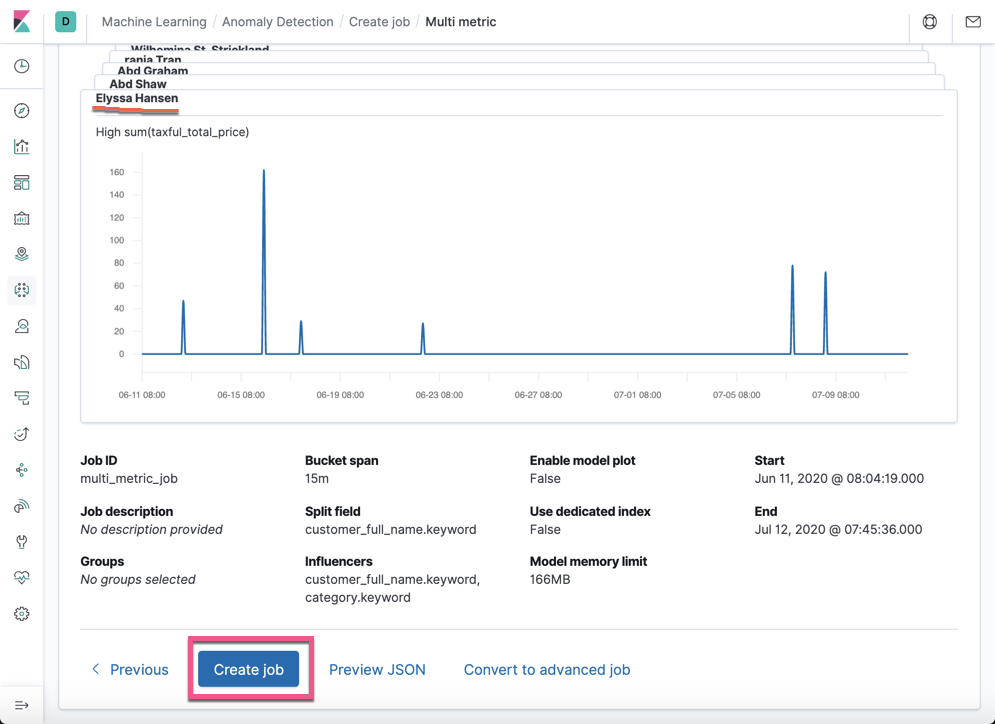 D Machine Learning / Anomaly Detection / Create job / Multi metric
Wilhemina St. Strickland
rania Tran
Abd Graham
Abd Shaw
Elyssa Hansen
High sum(taxful_total_price)
160
140
120
100
80
60
40
20
0
06-11 08:00 06-15 08:00 06-19 08:00 06-23 08:00 06-27 08:00 07-01 08:00 07-05 08:00 07-09 08:00
Job ID Bucket span Enable model plot Start
multi_metric_job 15m False Jun 11, 2020 @ 08:04:19.000
Job description Split field Use dedicated index End
No description provided customer_full_name.keyword False Jul 12, 2020 @ 07:45:36.000
Groups Influencers Model memory limit
No groups selected customer_full_name.keyword, 166MB
category.keyword
Previous Create job Preview JSON Convert to advanced job